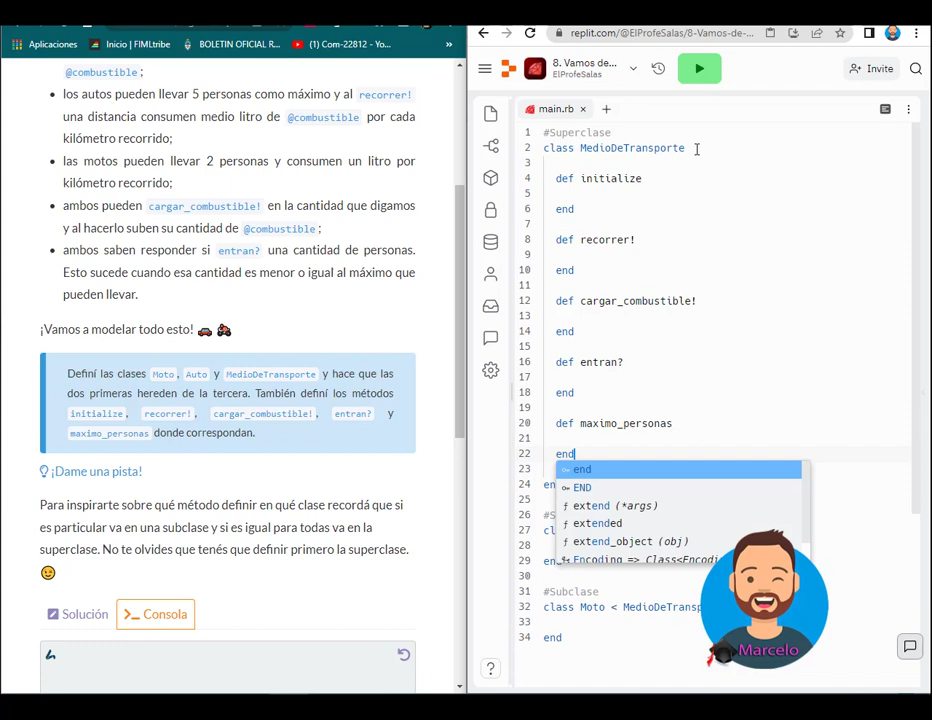 Aplicaciones
Inicio | FIMLtribe
BOLETIN OFICIAL R...
(1) Com-22812 - Yo...
»
@combustible ;
• los autos pueden llevar 5 personas como máximo y al recorrer!
una distancia consumen medio litro de @combustible por cada
kilómetro recorrido;
• las motos pueden llevar 2 personas y consumen un litro por
kilómetro recorrido;
• ambos pueden cargar_combustible! en la cantidad que digamos
y al hacerlo suben su cantidad de @combustible ;
• ambos saben responder si entran? una cantidad de personas.
Esto sucede cuando esa cantidad es menor o igual al máximo que
pueden llevar.
¡Vamos a modelar todo esto!
Definí las clases Moto , Auto y MedioDeTransporte y hace que las
dos primeras hereden de la tercera. También definí los métodos
initialize , recorrer! , cargar_combustible! , entran? y
maximo_personas donde correspondan.
¡Dame una pista!
Para inspirarte sobre qué método definir en qué clase recordá que si
es particular va en una subclase y si es igual para todas va en la
superclase. No te olvides que tenés que definir primero la superclase.
Solución
>_ Consola
replit.com/@ElProfeSalas/8-Vamos-de-...
8. Vamos de...
ElProfeSalas
Invite
main.rb
1 #Superclase
2 class MedioDeTransporte
3
4 def initialize
5
6 end
7
8 def recorrer!
9
10 end
11
12 def cargar_combustible!
13
14 end
15
16 def entran?
17
18 end
19
20 def maximo_personas
21
22 end
23
24 en
end
END
extend (*args)
extended
extend_object (obj)
Encoding => Class<Encodi
25
26 #S
27 cl
28
29 en
30
31 #Subclase
32 class Moto < MedioDeTransp
33
34 end
Marcelo
?